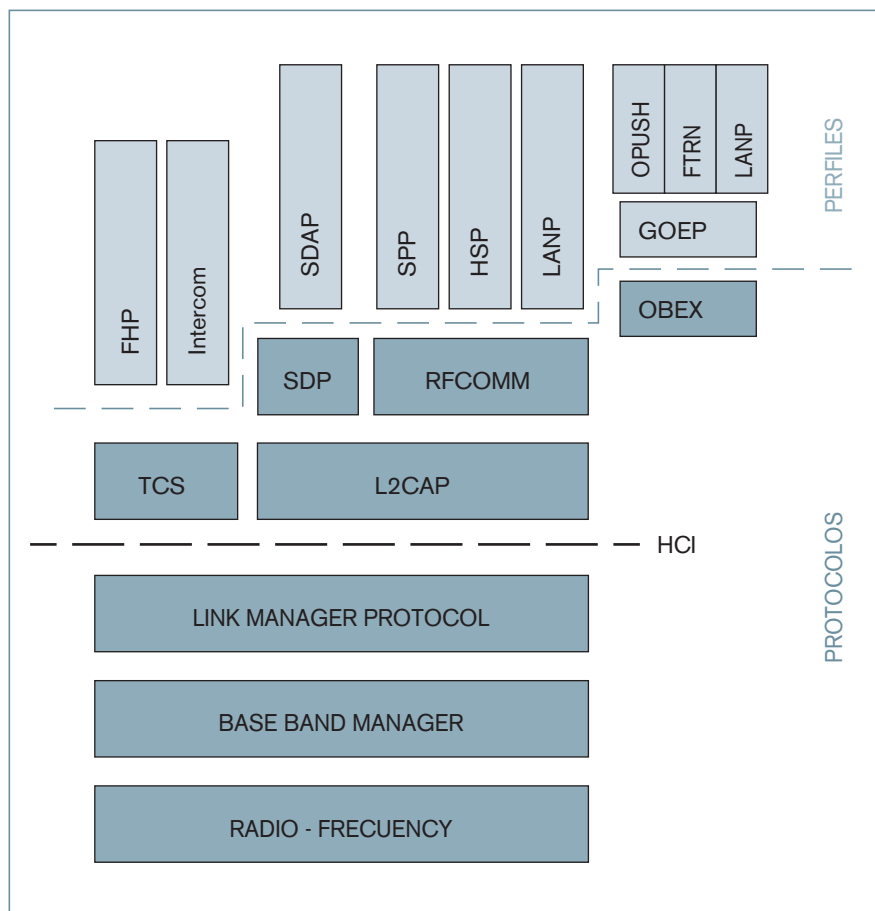 OPUSH
FTRN
LANP
PERFILES
FHP
Intercom
SDAP
SPP
HSP
LANP
GOEP
OBEX
SDP
RFCOMM
TCS
L2CAP
HCI
PROTOCOLOS
LINK MANAGER PROTOCOL
BASE BAND MANAGER
RADIO - FRECUENCY